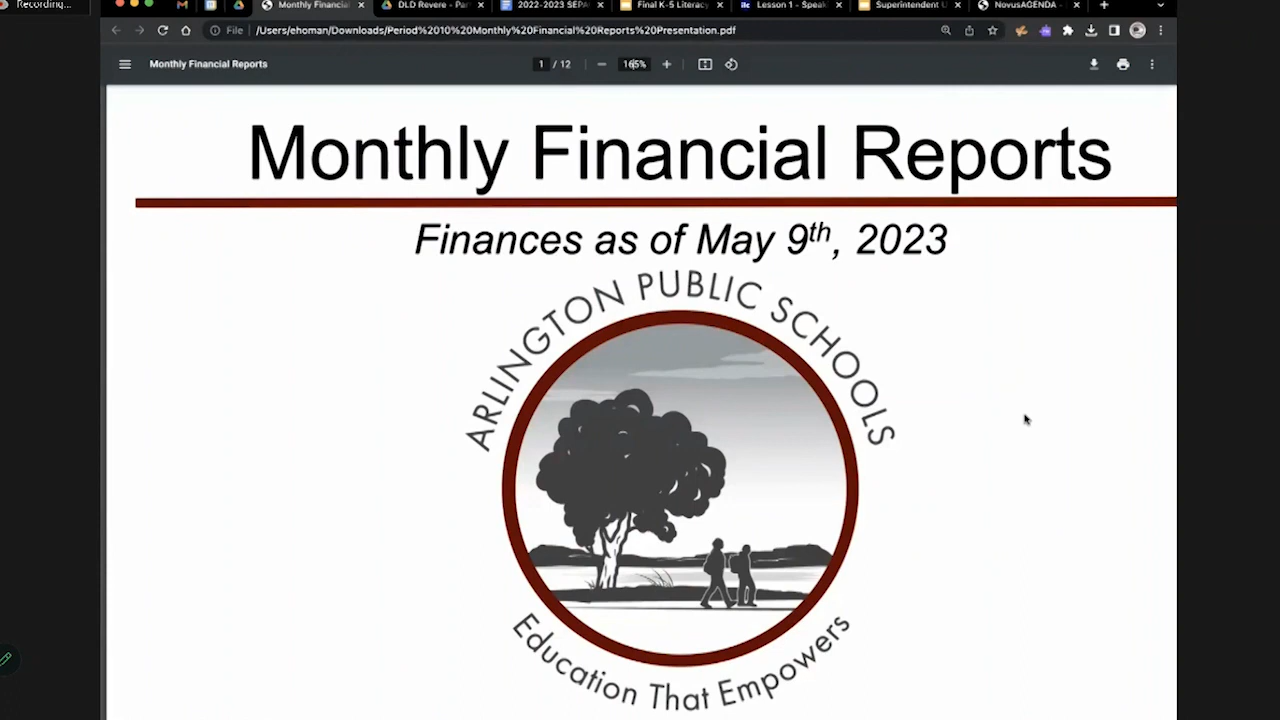 Recording...
Monthly Financial
DLD Revere - Par
2022-2023 SEPA
Final K-5 Literacy
Lesson 1 - Speak
Superintendent U
NovusAGENDA -
File | /Users/ehoman/Downloads/Period%2010%20Monthly%20Financial%20Reports%20Presentation.pdf
Monthly Financial Reports
1 / 12
165%
Monthly Financial Reports
Finances as of May 9th, 2023
ARLINGTON PUBLIC SCHOOLS
Education That Empowers